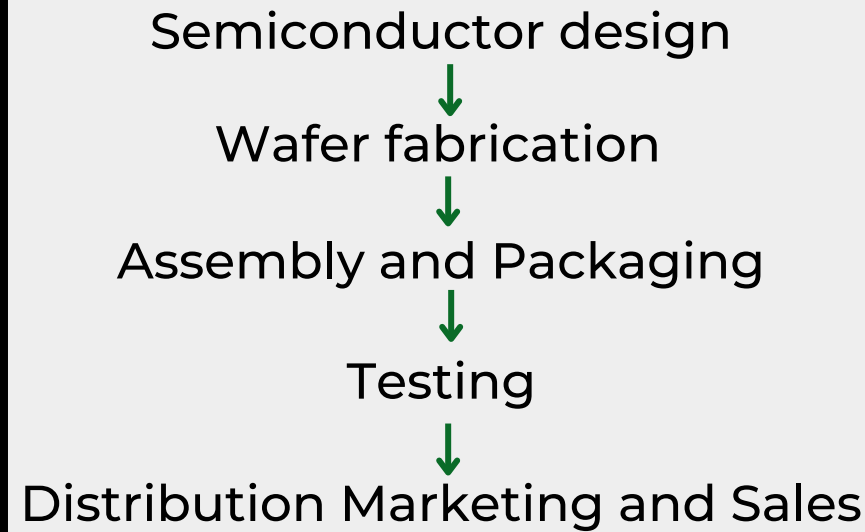 Semiconductor design
Wafer fabrication
Assembly and Packaging
Testing
Distribution Marketing and Sales